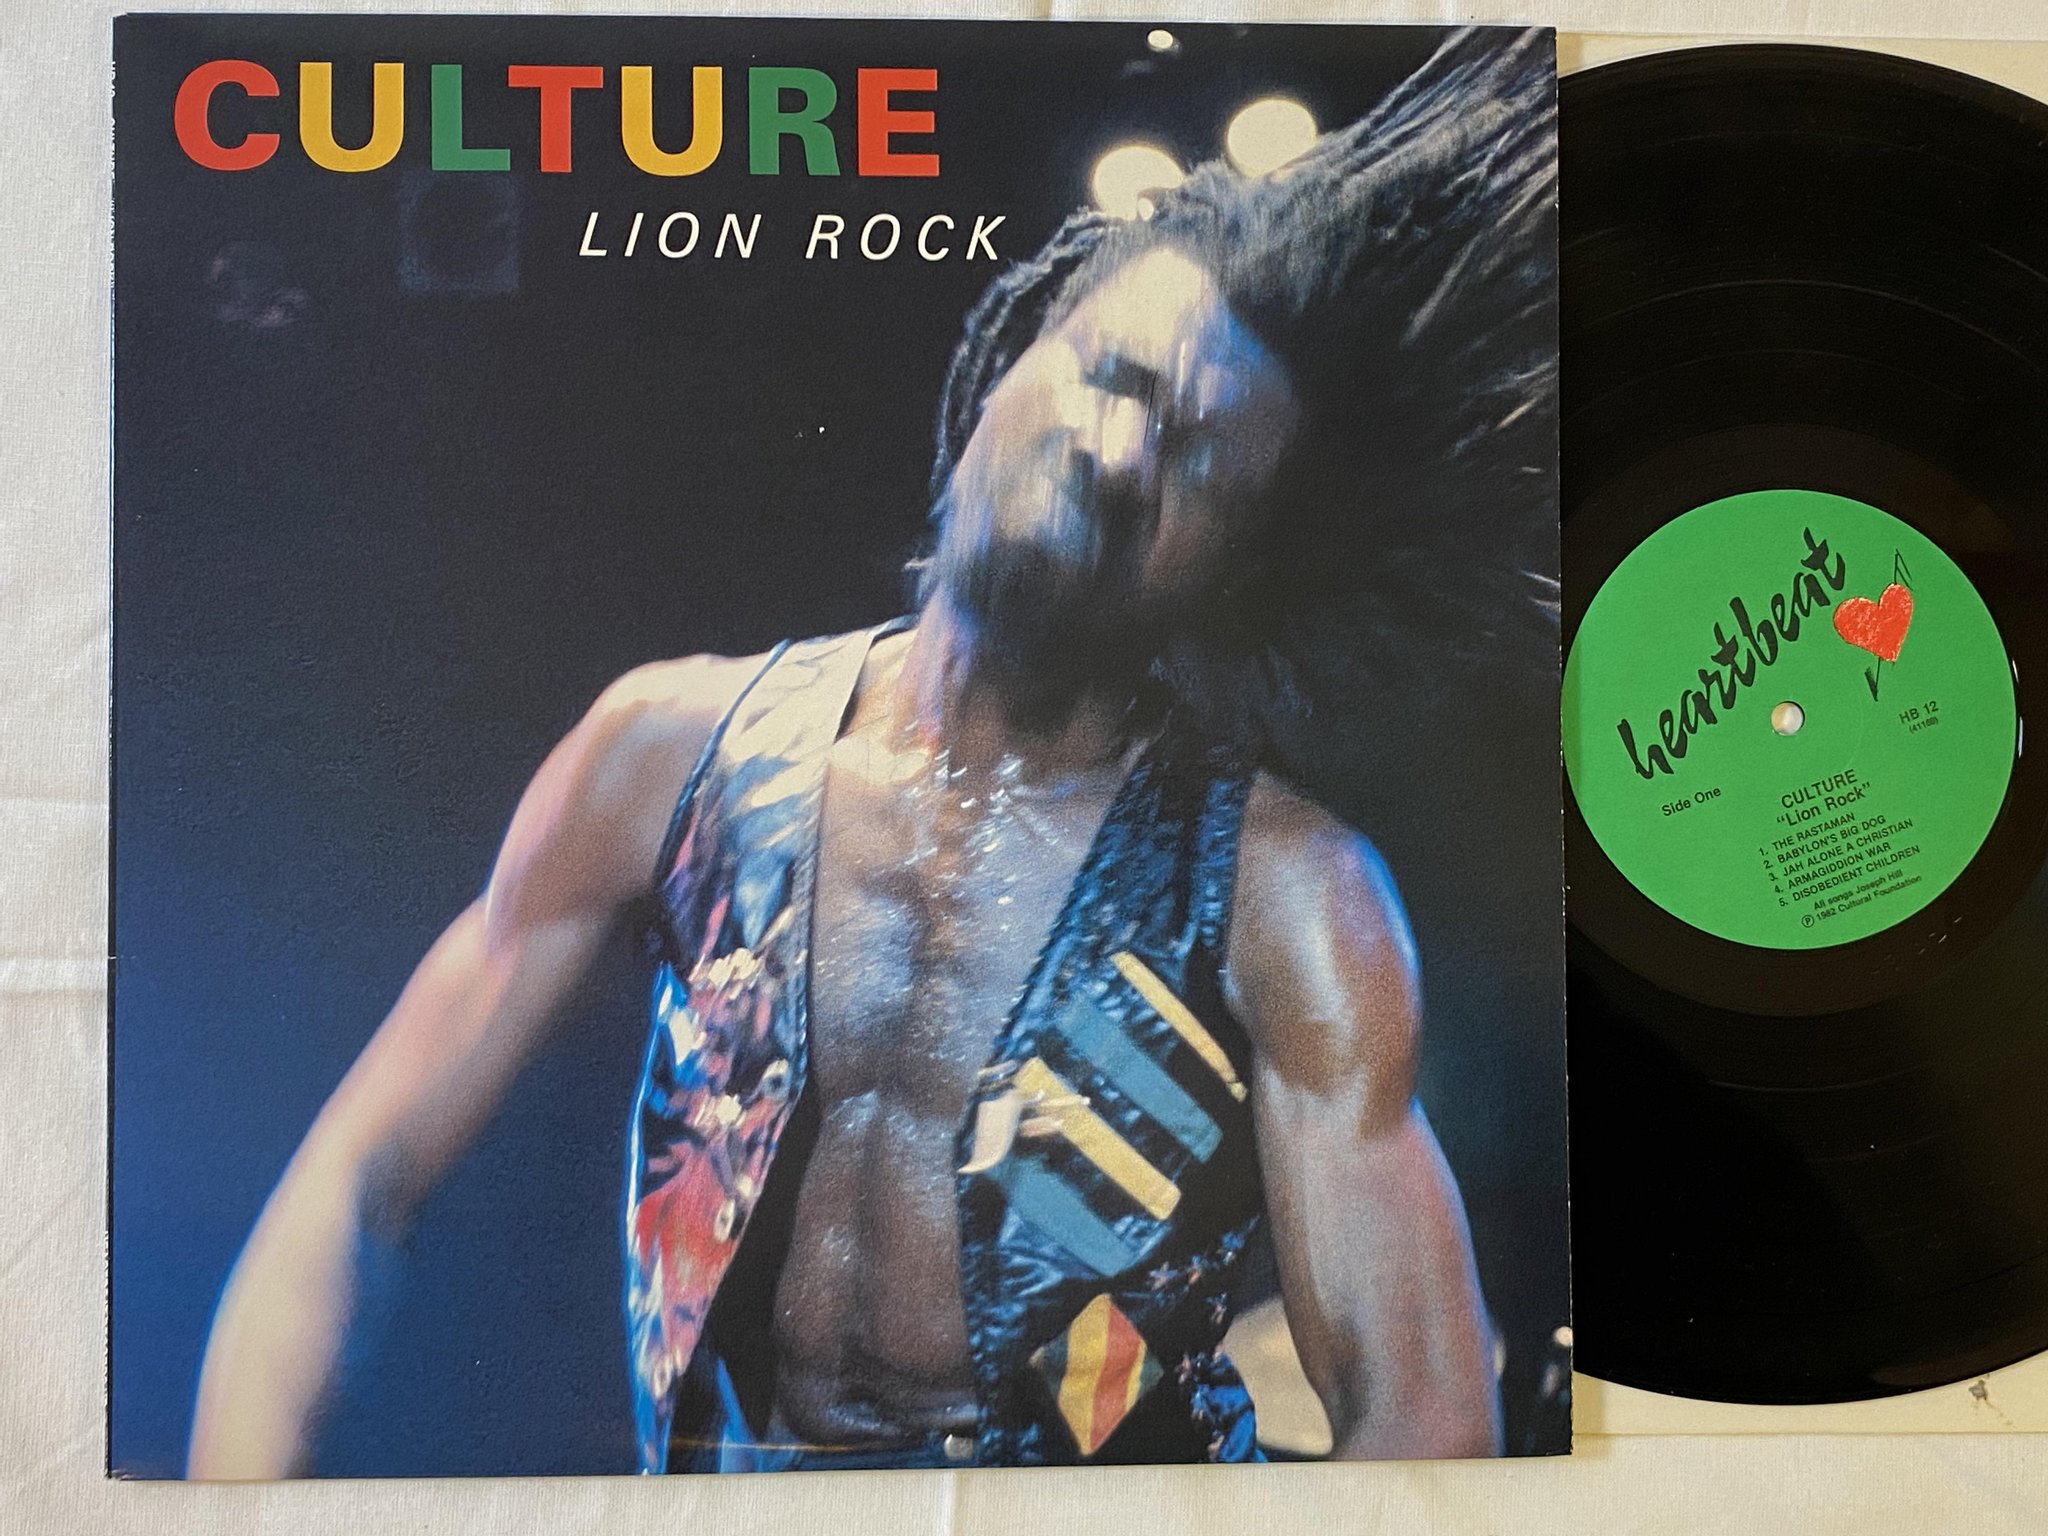 CULTURE
LION ROCK
heartbeat
HB 12
(41169)
Side One
CULTURE
"Lion Rock"
1. THE RASTAMAN
2. BABYLON'S BIG DOG
3. JAH ALONE A CHRISTIAN
4. ARMAGIDDION WAR
5. DISOBEDIENT CHILDREN
All songs Joseph Hill
Ⓟ 1982 Cultural Foundation